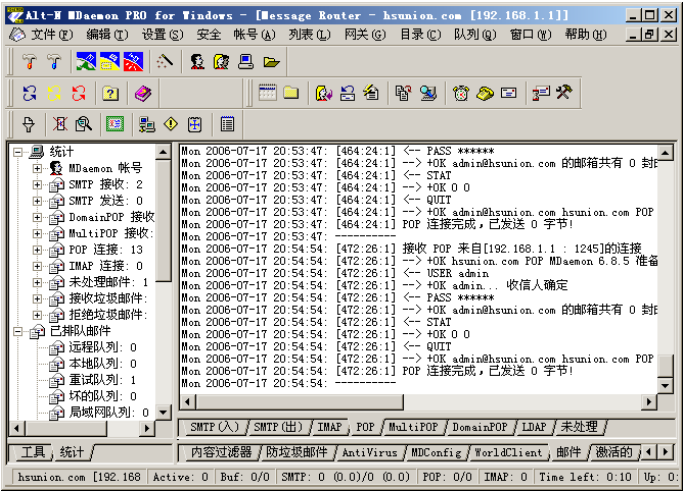 Alt-N MDaemon PRO for Windows - [Message Router - hsunion.com [192.168.1.1]]
文件(F) 编辑(T) 设置(S) 安全 帐号(A) 列表(L) 网关(G) 目录(C) 队列(Q) 窗口(W) 帮助(H)
统计
MDaemon 帐号
SMTP 接收: 2
SMTP 发送: 0
DomainPOP 接收
MultiPOP 接收:
POP 连接: 13
IMAP 连接: 0
未处理邮件: 1
接收垃圾邮件:
拒绝垃圾邮件:
已排队邮件
远程队列: 0
本地队列: 0
重试队列: 1
坏的队列: 0
局域网队列: 0
工具 统计
Mon 2006-07-17 20:53:47: [464:24:1] <-- PASS ******
Mon 2006-07-17 20:53:47: [464:24:1] --> +OK admin@hsunion.com 的邮箱共有 0 封
Mon 2006-07-17 20:53:47: [464:24:1] <-- STAT
Mon 2006-07-17 20:53:47: [464:24:1] --> +OK 0 0
Mon 2006-07-17 20:53:47: [464:24:1] <-- QUIT
Mon 2006-07-17 20:53:47: [464:24:1] --> +OK admin@hsunion.com hsunion.com POP
Mon 2006-07-17 20:53:47: [464:24:1] POP 连接完成，已发送 0 字节!
Mon 2006-07-17 20:53:47: ----------
Mon 2006-07-17 20:54:54: [472:26:1] 接收 POP 来自[192.168.1.1 : 1245]的连接
Mon 2006-07-17 20:54:54: [472:26:1] --> +OK hsunion.com POP MDaemon 6.8.5 准备
Mon 2006-07-17 20:54:54: [472:26:1] <-- USER admin
Mon 2006-07-17 20:54:54: [472:26:1] --> +OK admin... 收信人确定
Mon 2006-07-17 20:54:54: [472:26:1] <-- PASS ******
Mon 2006-07-17 20:54:54: [472:26:1] --> +OK admin@hsunion.com 的邮箱共有 0 封
Mon 2006-07-17 20:54:54: [472:26:1] <-- STAT
Mon 2006-07-17 20:54:54: [472:26:1] --> +OK 0 0
Mon 2006-07-17 20:54:54: [472:26:1] <-- QUIT
Mon 2006-07-17 20:54:54: [472:26:1] --> +OK admin@hsunion.com hsunion.com POP
Mon 2006-07-17 20:54:54: [472:26:1] POP 连接完成，已发送 0 字节!
Mon 2006-07-17 20:54:54: ----------
SMTP(入) SMTP(出) IMAP POP MultiPOP DomainPOP LDAP 未处理
内容过滤器 防垃圾邮件 AntiVirus MDConfig WorldClient 邮件 激活的
hsunion.com [192.168 Active: 0 Buf: 0/0 SMTP: 0 (0.0)/0 (0.0) POP: 0/0 IMAP: 0 Time left: 0:10 Up: 0: